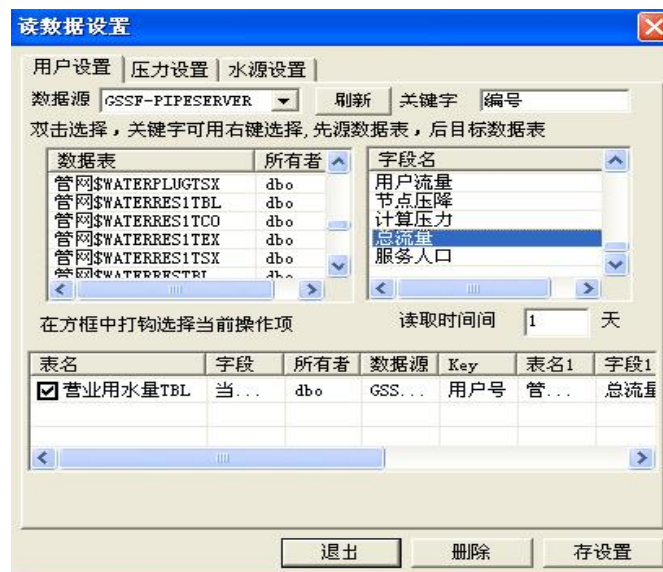 读数据设置
用户设置 压力设置 水源设置
数据源 GSSF-PIPESERVER 刷新 关键字 编号
双击选择，关键字可用右键选择,先源数据表，后目标数据表
数据表 所有者 字段名
管网$WATERPLUGTSX dbo 用户流量
管网$WATERRES1TBL dbo 节点压降
管网$WATERRES1TCO dbo 计算压力
管网$WATERRES1TEX dbo 总流量
管网$WATERRES1TSX dbo 服务人口
管网$WATERRESTBL dbo
在方框中打钩选择当前操作项 读取时间间 1 天
表名 字段 所有者 数据源 Key 表名1 字段1
营业用水量TBL 当... dbo GSS... 用户号 管... 总流量
退出 删除 存设置